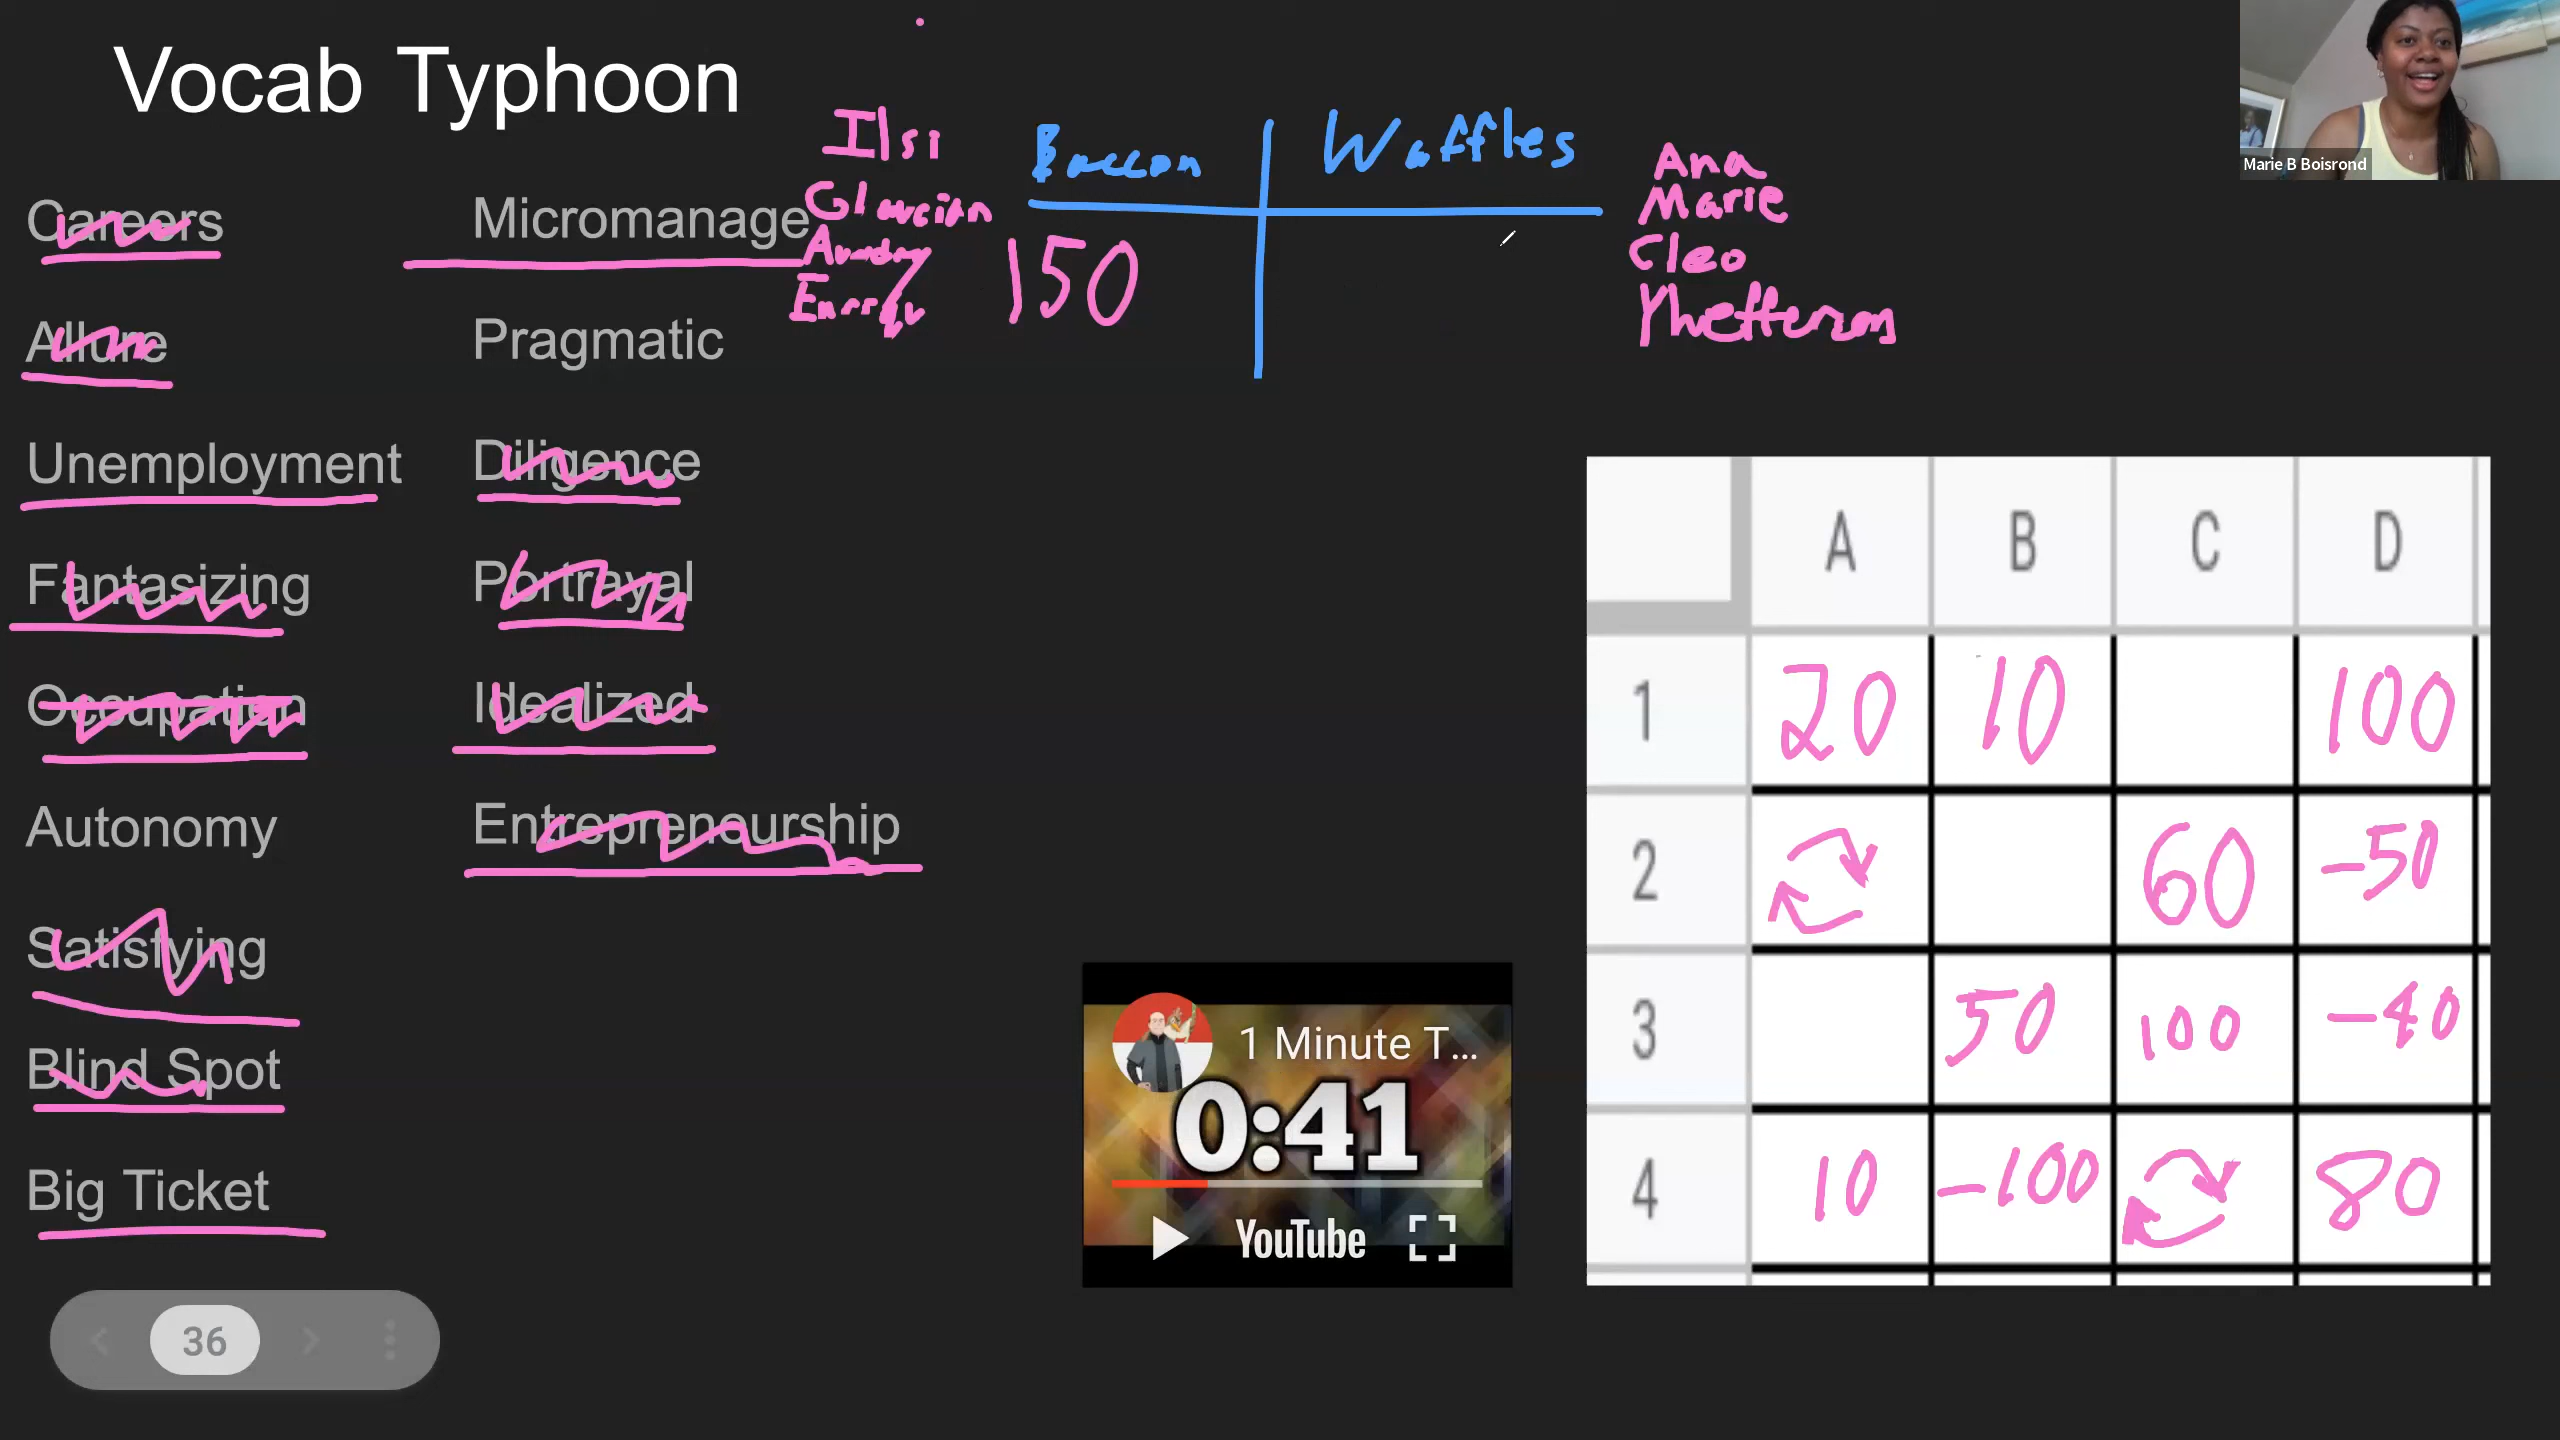 Vocab Typhoon
Careers
Allure
Unemployment
Fantasizing
Occupation
Autonomy
Satisfying
Blind Spot
Big Ticket
Micromanage
Pragmatic
Diligence
Portrayal
Idealized
Entrepreneurship
Ilsi
Baccon
Waffles
150
Ana
Marie
Cleo
Marie B Boisrond
A B C D
1 20 10 100
2 60 -50
3 50 100 -40
4 10 -100 80
1 Minute T...
0:41
YouTube
36